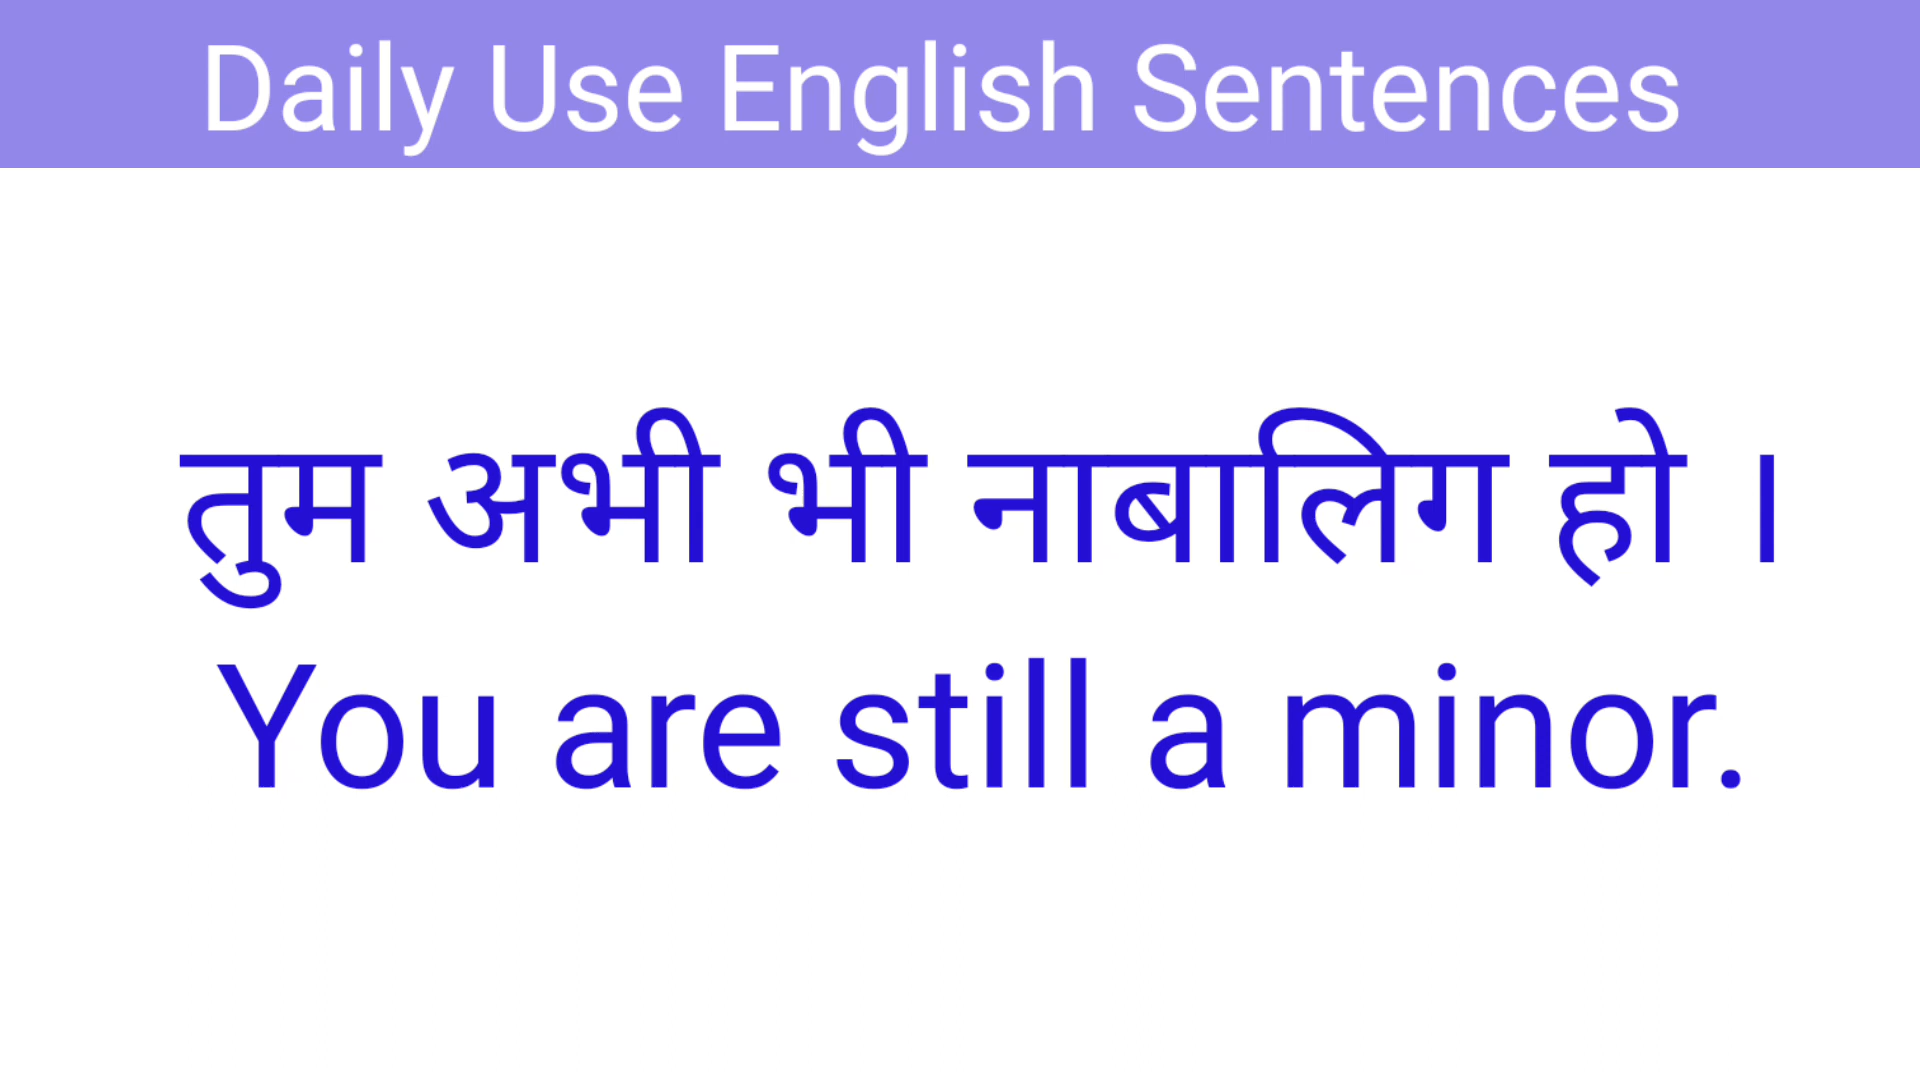 Daily Use English Sentences
तुम अभी भी नाबालिग हो ।
You are still a minor.